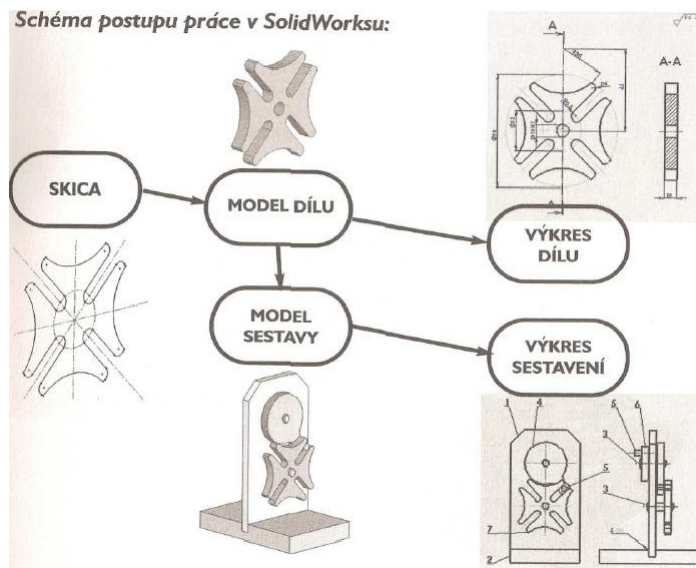 Schéma postupu práce v SolidWorksu:
A
A-A
SKICA
MODEL DÍLU
VÝKRES
DÍLU
A
10
MODEL
SESTAVY
VÝKRES
SESTAVENÍ
1
4
5
6
3
5
3
7
2